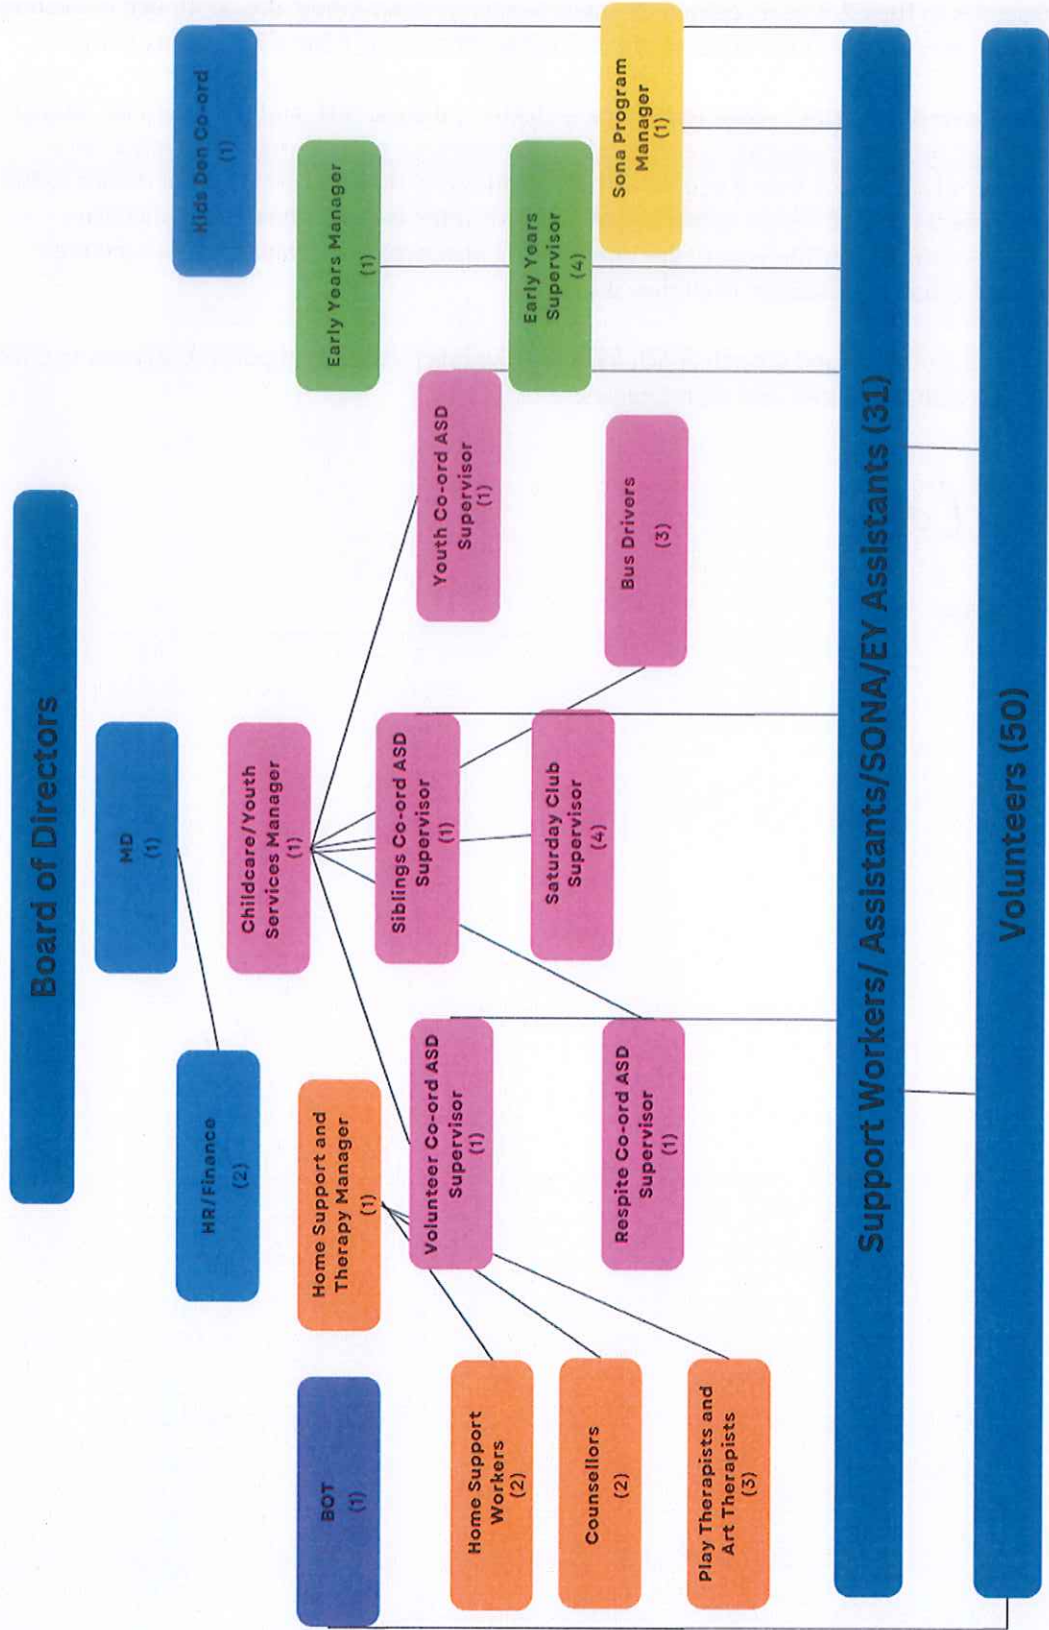 Board of Directors
MD
(1)
HR/Finance
(2)
Kids Den Co-ord
(1)
Childcare/Youth
Services Manager
(1)
BOT
(1)
Home Support and
Therapy Manager
(1)
Early Years Manager
(1)
Volunteer Co-ord ASD
Supervisor
(1)
Siblings Co-ord ASD
Supervisor
(1)
Youth Co-ord ASD
Supervisor
(1)
Home Support
Workers
(2)
Saturday Club
Supervisor
(4)
Early Years
Supervisor
(4)
Counsellors
(2)
Respite Co-ord ASD
Supervisor
(1)
Bus Drivers
(3)
Sona Program
Manager
(1)
Play Therapists and
Art Therapists
(3)
Support Workers/ Assistants/SONA/EY Assistants (31)
Volunteers (50)